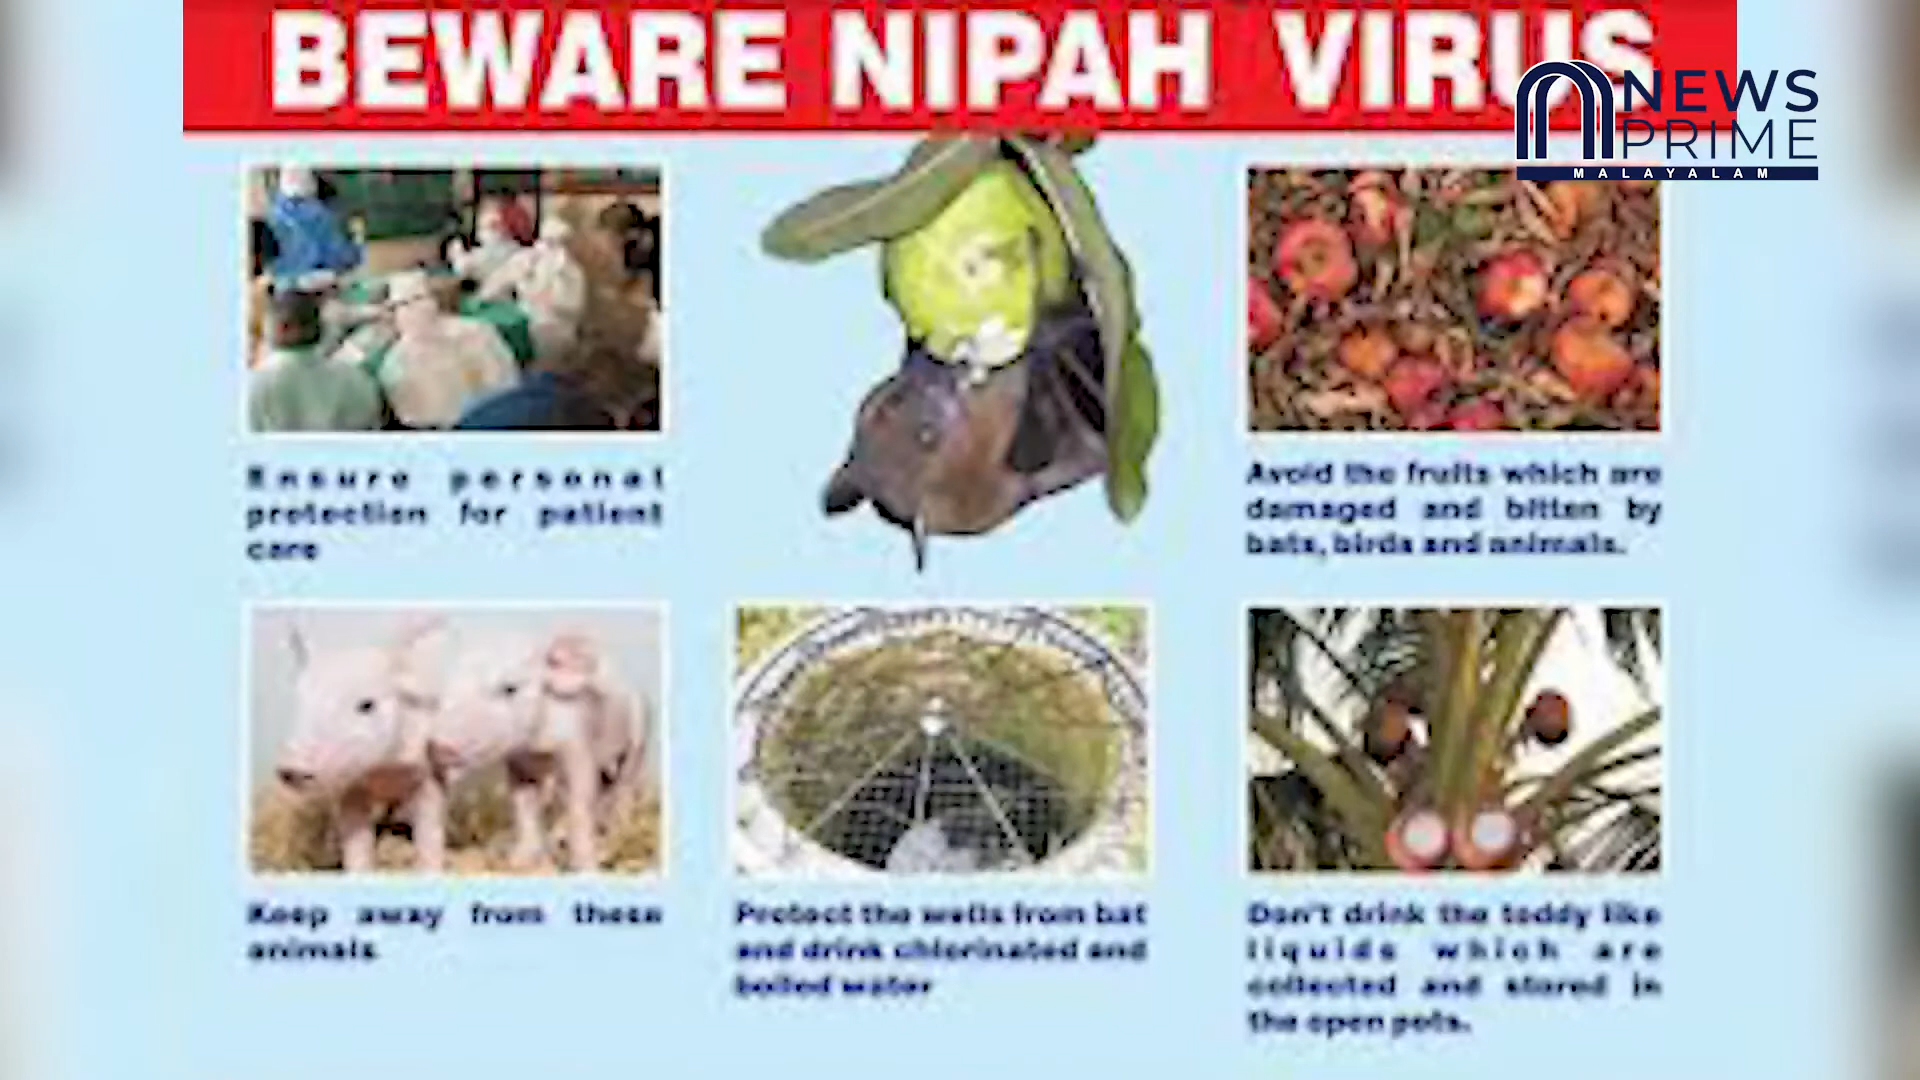 BEWARE NIPAH VIRUS
NEWS
PRIME
MALAYALAM
Ensure personal
protection for patient
care
Avoid the fruits which are
damaged and bitten by
bats, birds and animals.
Keep away from these
animals
Protect the wells from bat
and drink chlorinated and
boiled water
Don't drink the toddy like
liquids which are
collected and stored in
the open pots.